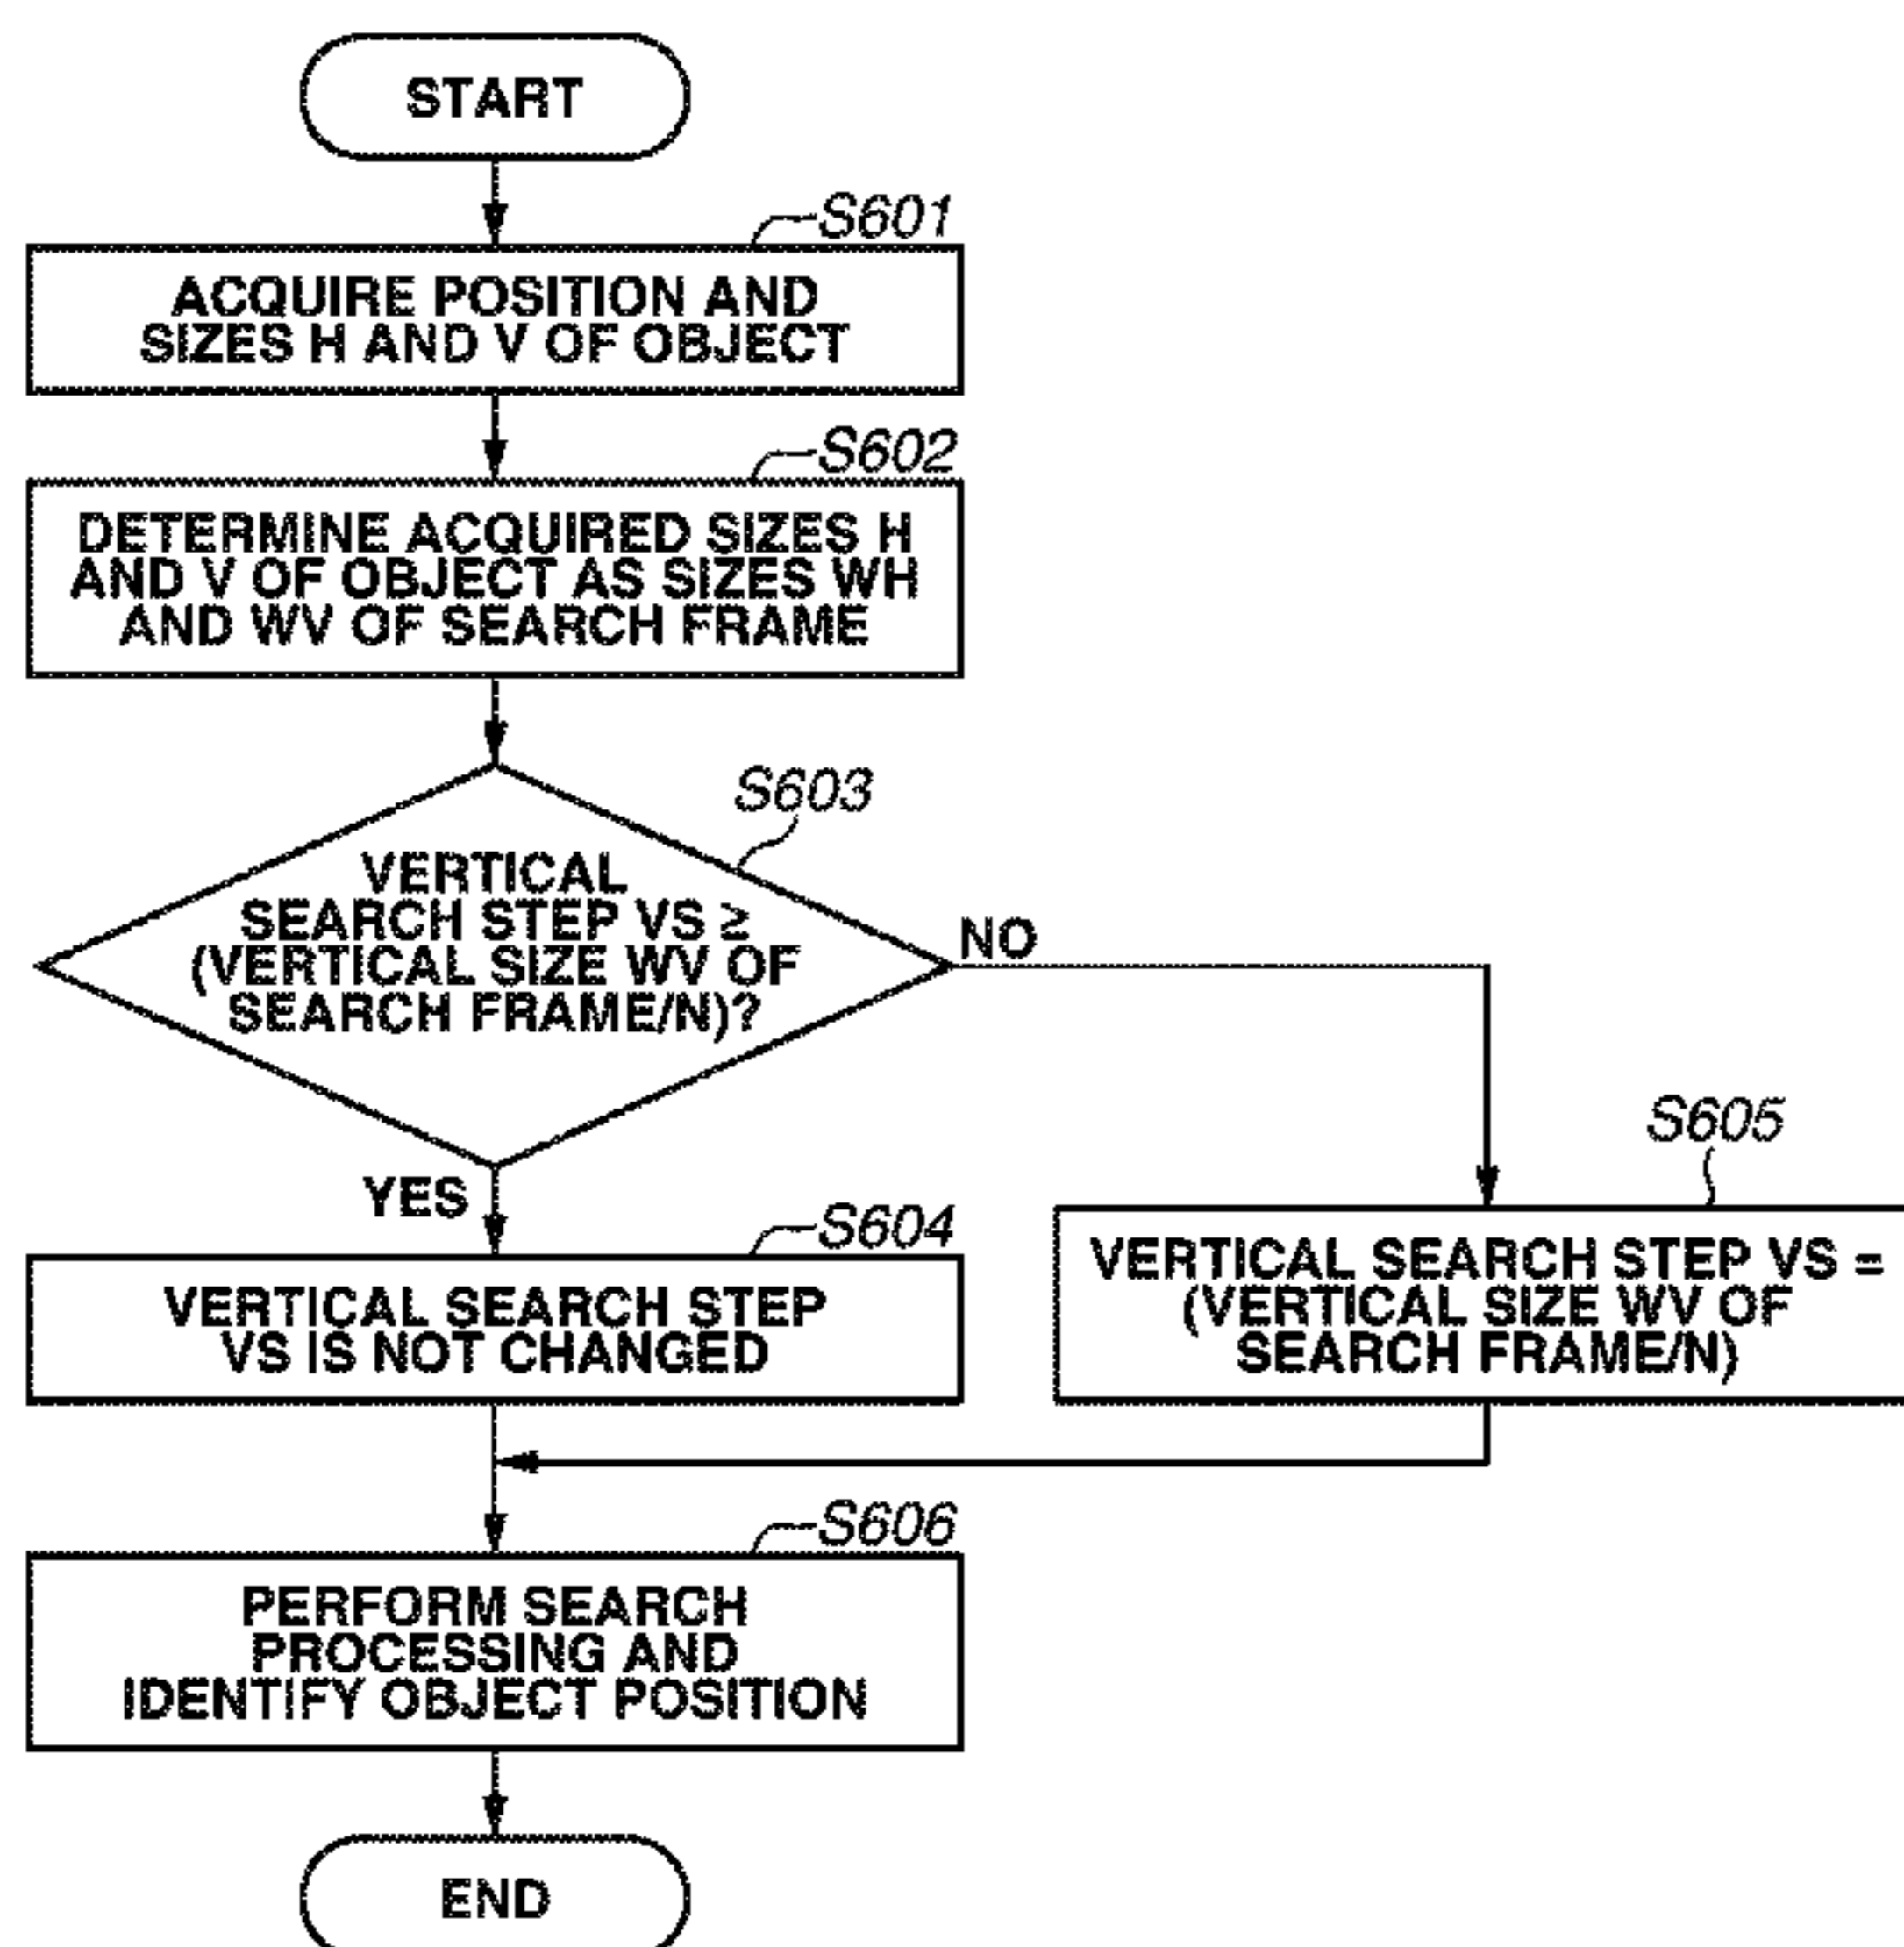 START
S601
ACQUIRE POSITION AND
SIZES H AND V OF OBJECT
S602
DETERMINE ACQUIRED SIZES H
AND V OF OBJECT AS SIZES WH
AND WV OF SEARCH FRAME
S603
VERTICAL
SEARCH STEP VS ≥
(VERTICAL SIZE WV OF
SEARCH FRAME/N)?
NO
YES
S604
VERTICAL SEARCH STEP
VS IS NOT CHANGED
S605
VERTICAL SEARCH STEP VS =
(VERTICAL SIZE WV OF
SEARCH FRAME/N)
S606
PERFORM SEARCH
PROCESSING AND
IDENTIFY OBJECT POSITION
END